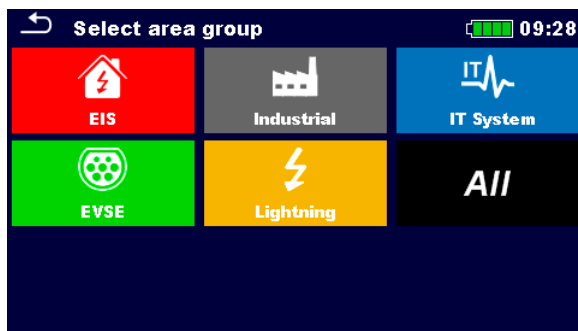 Select area group
09:28
EIS
Industrial
IT
IT System
EVSE
Lightning
All